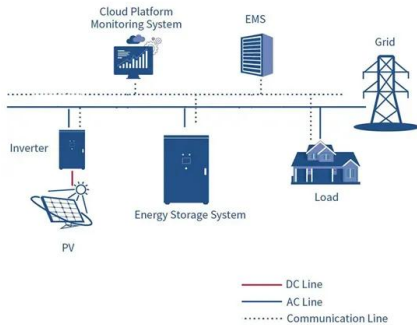 Cloud Platform
Monitoring System
EMS
Grid
Inverter
Energy Storage System
Load
PV
DC Line
AC Line
Communication Line